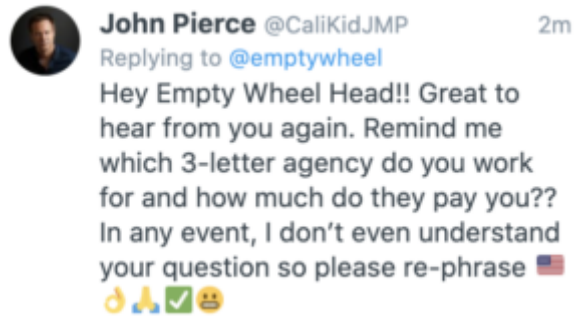 John Pierce @CaliKidJMP 2m
Replying to @emptywheel
Hey Empty Wheel Head!! Great to
hear from you again. Remind me
which 3-letter agency do you work
for and how much do they pay you??
In any event, I don't even understand
your question so please re-phrase 🇺🇸
👌🙏✅😬